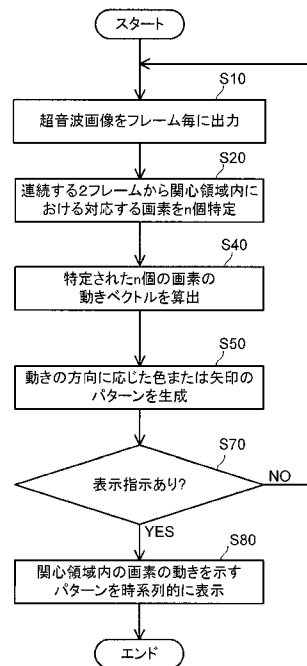 スタート
S10
超音波画像をフレーム毎に出力
S20
連続する2フレームから関心領域内に
おける対応する画素をn個特定
S40
特定されたn個の画素の
動きベクトルを算出
S50
動きの方向に応じた色または矢印の
パターンを生成
S70
表示指示あり?
NO
YES
S80
関心領域内の画素の動きを示す
パターンを時系列的に表示
エンド